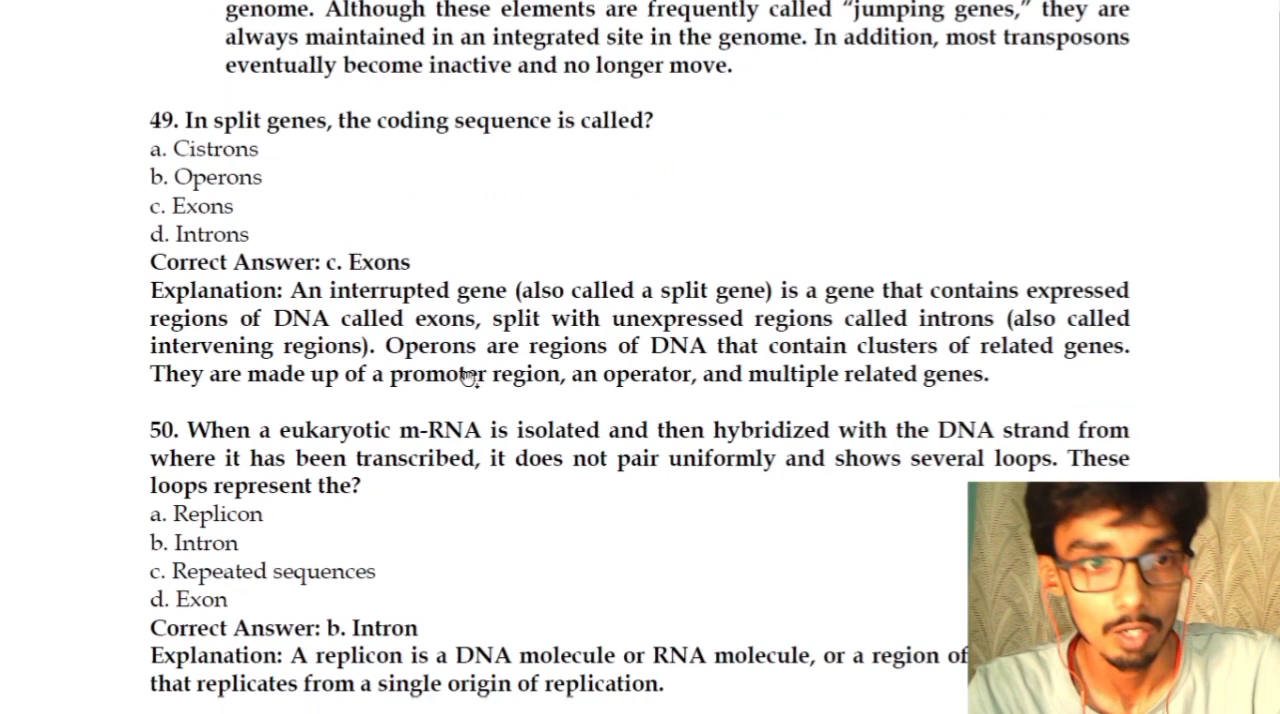 genome. Although these elements are frequently called “jumping genes,” they are
always maintained in an integrated site in the genome. In addition, most transposons
eventually become inactive and no longer move.
49. In split genes, the coding sequence is called?
a. Cistrons
b. Operons
c. Exons
d. Introns
Correct Answer: c. Exons
Explanation: An interrupted gene (also called a split gene) is a gene that contains expressed
regions of DNA called exons, split with unexpressed regions called introns (also called
intervening regions). Operons are regions of DNA that contain clusters of related genes.
They are made up of a promoter region, an operator, and multiple related genes.
50. When a eukaryotic m-RNA is isolated and then hybridized with the DNA strand from
where it has been transcribed, it does not pair uniformly and shows several loops. These
loops represent the?
a. Replicon
b. Intron
c. Repeated sequences
d. Exon
Correct Answer: b. Intron
Explanation: A replicon is a DNA molecule or RNA molecule, or a region of
that replicates from a single origin of replication.